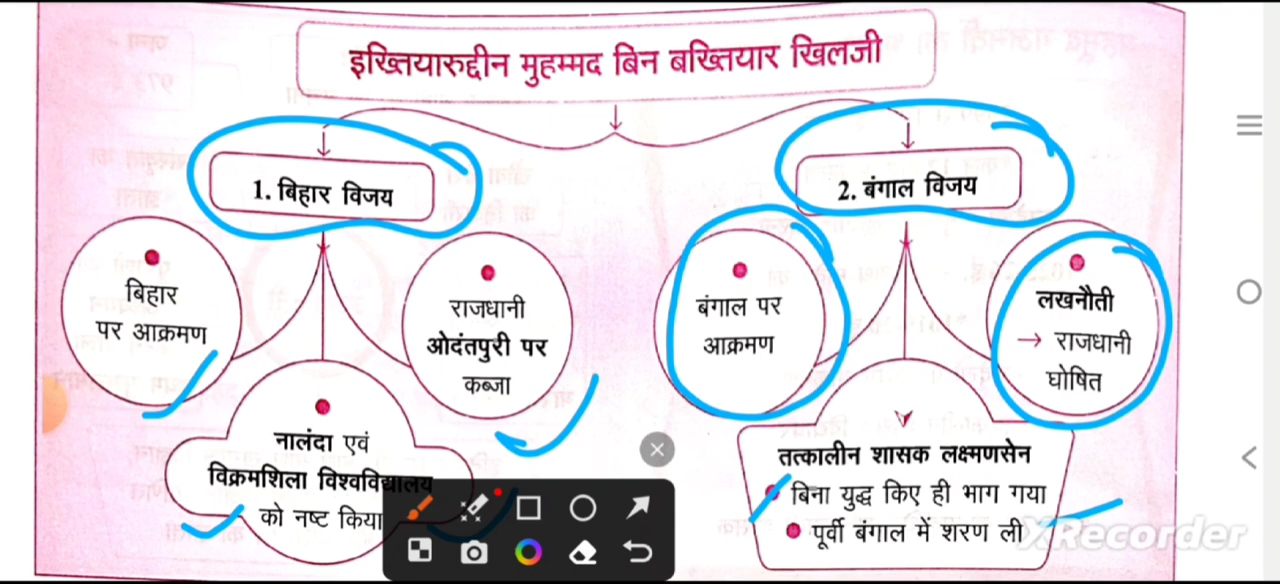 इख्तियारुद्दीन मुहम्मद बिन बख्तियार खिलजी
1. बिहार विजय
2. बंगाल विजय
बिहार
पर आक्रमण
राजधानी
ओदंतपुरी पर
कब्जा
बंगाल पर
आक्रमण
लखनौती
→ राजधानी
घोषित
नालंदा एवं
विक्रमशिला विश्वविद्यालय
को नष्ट किया
तत्कालीन शासक लक्ष्मणसेन
बिना युद्ध किए ही भाग गया
पूर्वी बंगाल में शरण ली
XRecorder